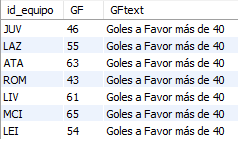 id_equipo GF GFtext
JUV 46 Goles a Favor más de 40
LAZ 55 Goles a Favor más de 40
ATA 63 Goles a Favor más de 40
ROM 43 Goles a Favor más de 40
LIV 61 Goles a Favor más de 40
MCI 65 Goles a Favor más de 40
LEI 54 Goles a Favor más de 40